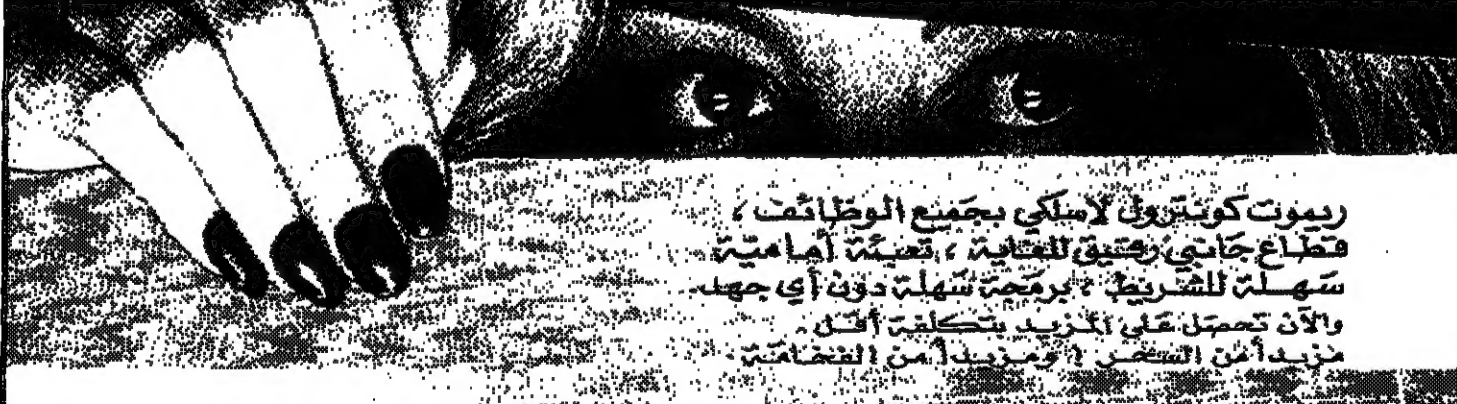 ريموت كونترول لاسلكي بجميع الوظائف ،
قطاع جانبي رقيق للغاية ، تعبئة أمامية
سهلة للشريط ، برمجة سهلة دون أي جهد
والآن تحصل على المزيد بتكلفة أقل .
مزيداً من السحر ! ومزيداً من الفخامة .